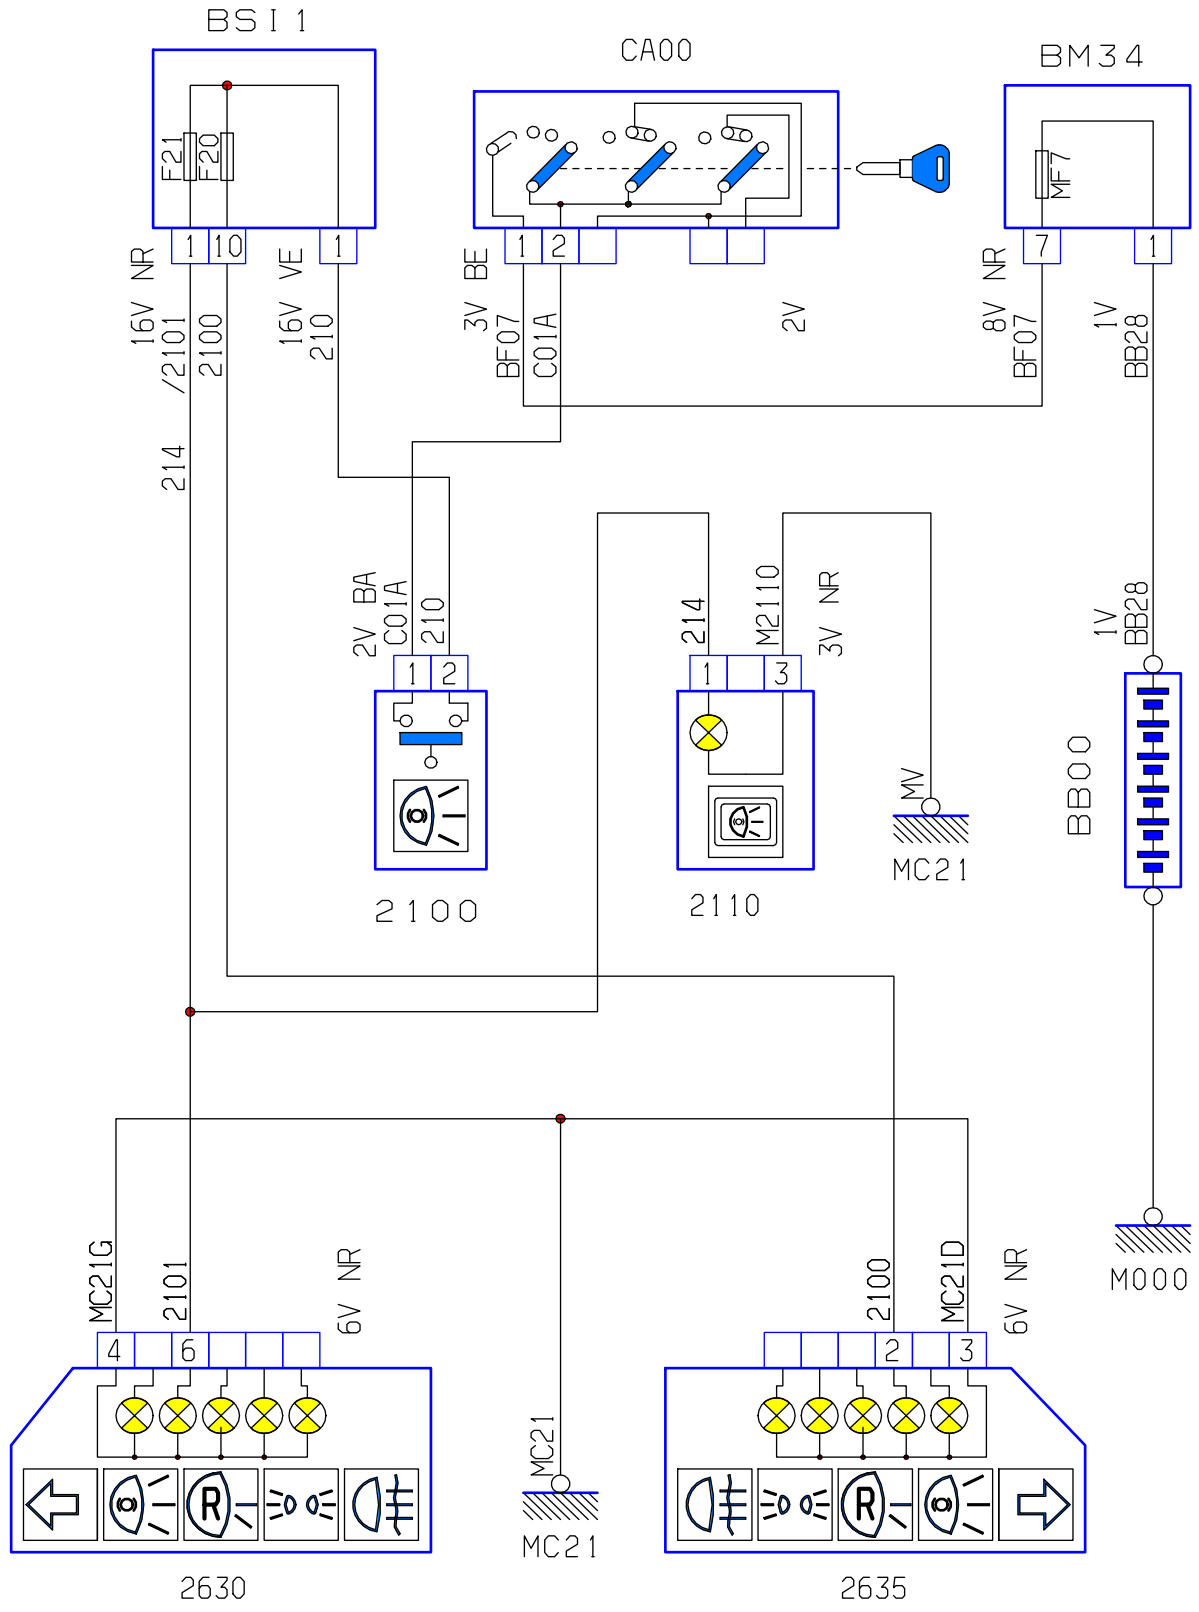 BSI1
CA00
BM34
F21
F20
MF7
1
10
1
1
2
7
1
16V NR
/2101
2100
16V VE
210
3V BE
BF07
C01A
2V
8V NR
BF07
1V
BB28
214
2V BA
C01A
210
214
M2110
3V NR
1V
BB28
1
2
1
3
BB00
MV
MC21
2100
2110
MC21G
2101
6V NR
2100
MC21D
6V NR
M000
4
6
2
3
MC21
R
R
MC21
2630
2635